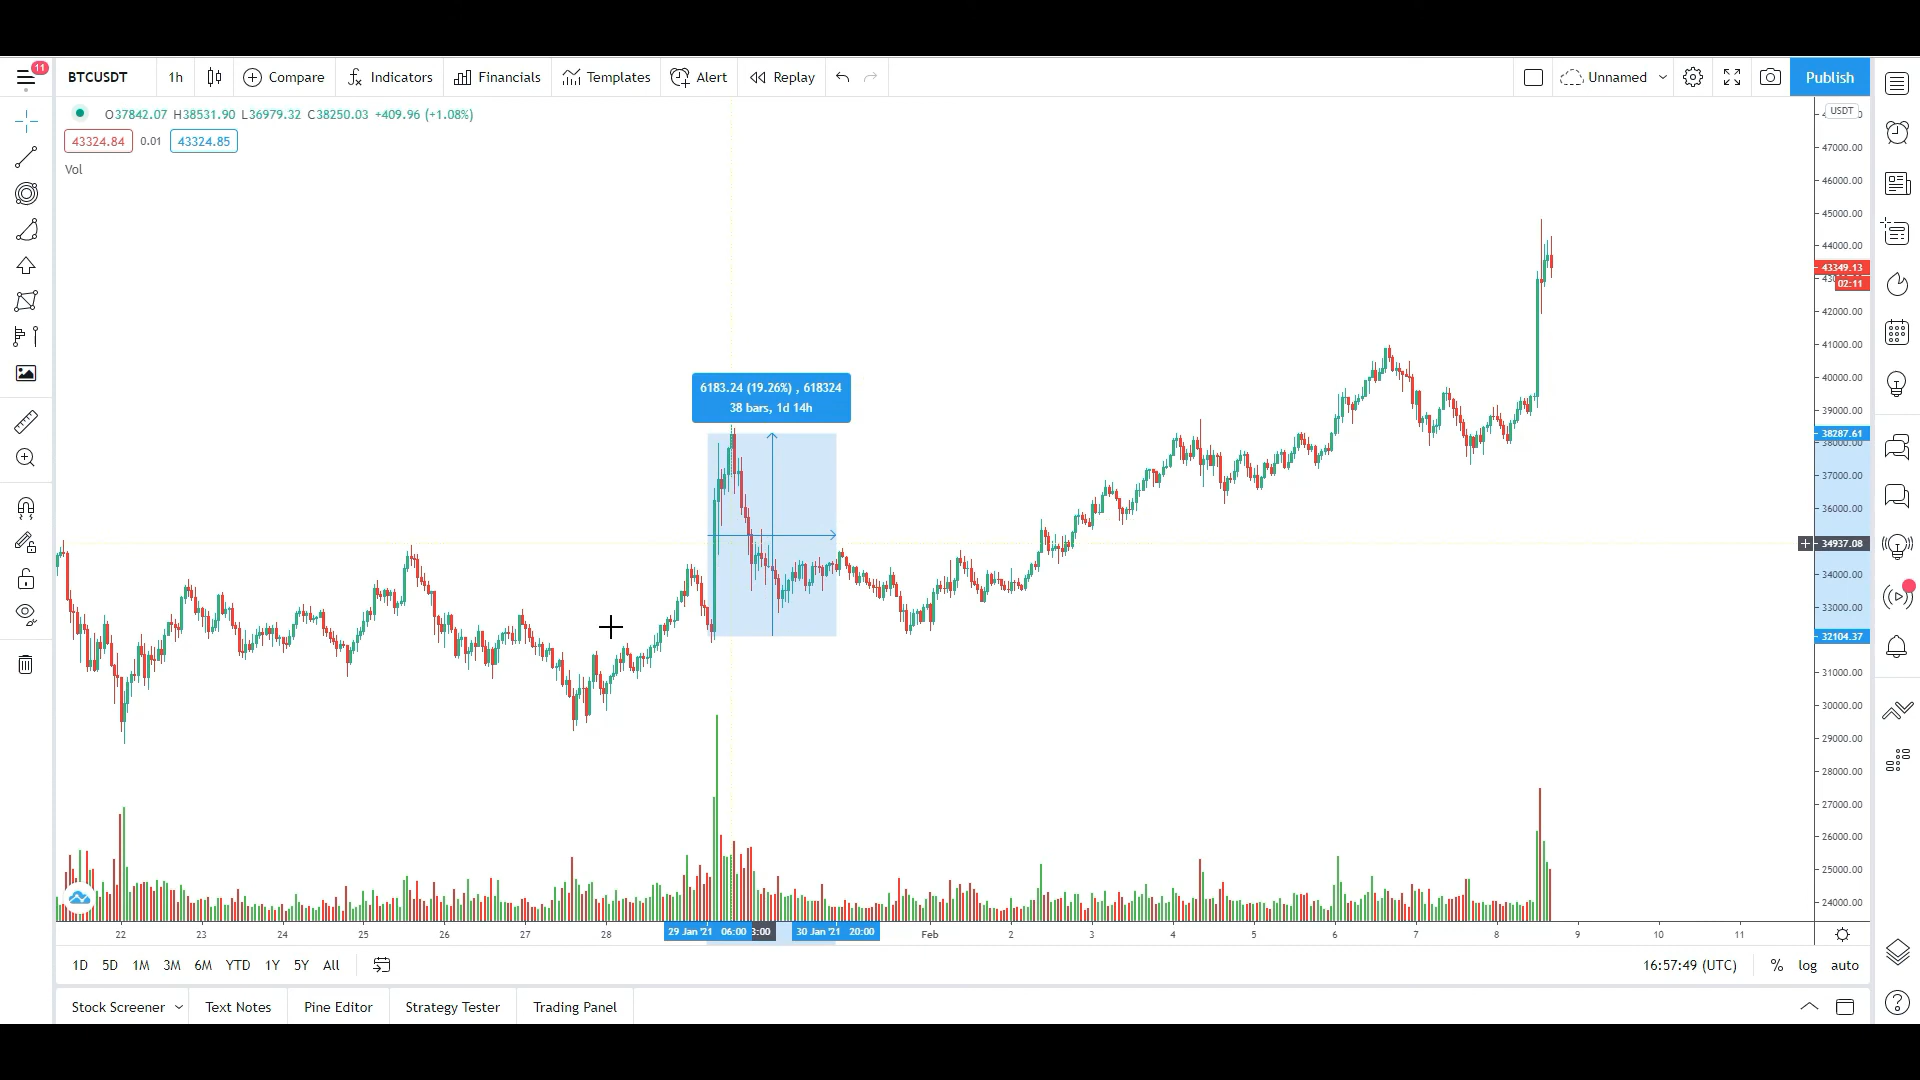 11
BTCUSDT 1h Compare Indicators Financials Templates Alert Replay Unnamed Publish
O37842.07 H38531.90 L36979.32 C38250.03 +409.96 (+1.08%)
43324.84 0.01 43324.85
Vol
USDT
47000.00
46000.00
45000.00
44000.00
43349.13
02:11
42000.00
41000.00
40000.00
39000.00
38287.61
38000.00
37000.00
36000.00
34937.08
34000.00
33000.00
32104.37
31000.00
30000.00
29000.00
28000.00
27000.00
26000.00
25000.00
24000.00
6183.24 (19.26%) , 618324
38 bars, 1d 14h
22 23 24 25 26 27 28 29 Jan '21 06:00 3:00 30 Jan '21 20:00 Feb 2 3 4 5 6 7 8 9 10 11
1D 5D 1M 3M 6M YTD 1Y 5Y All 16:57:49 (UTC) % log auto
Stock Screener Text Notes Pine Editor Strategy Tester Trading Panel